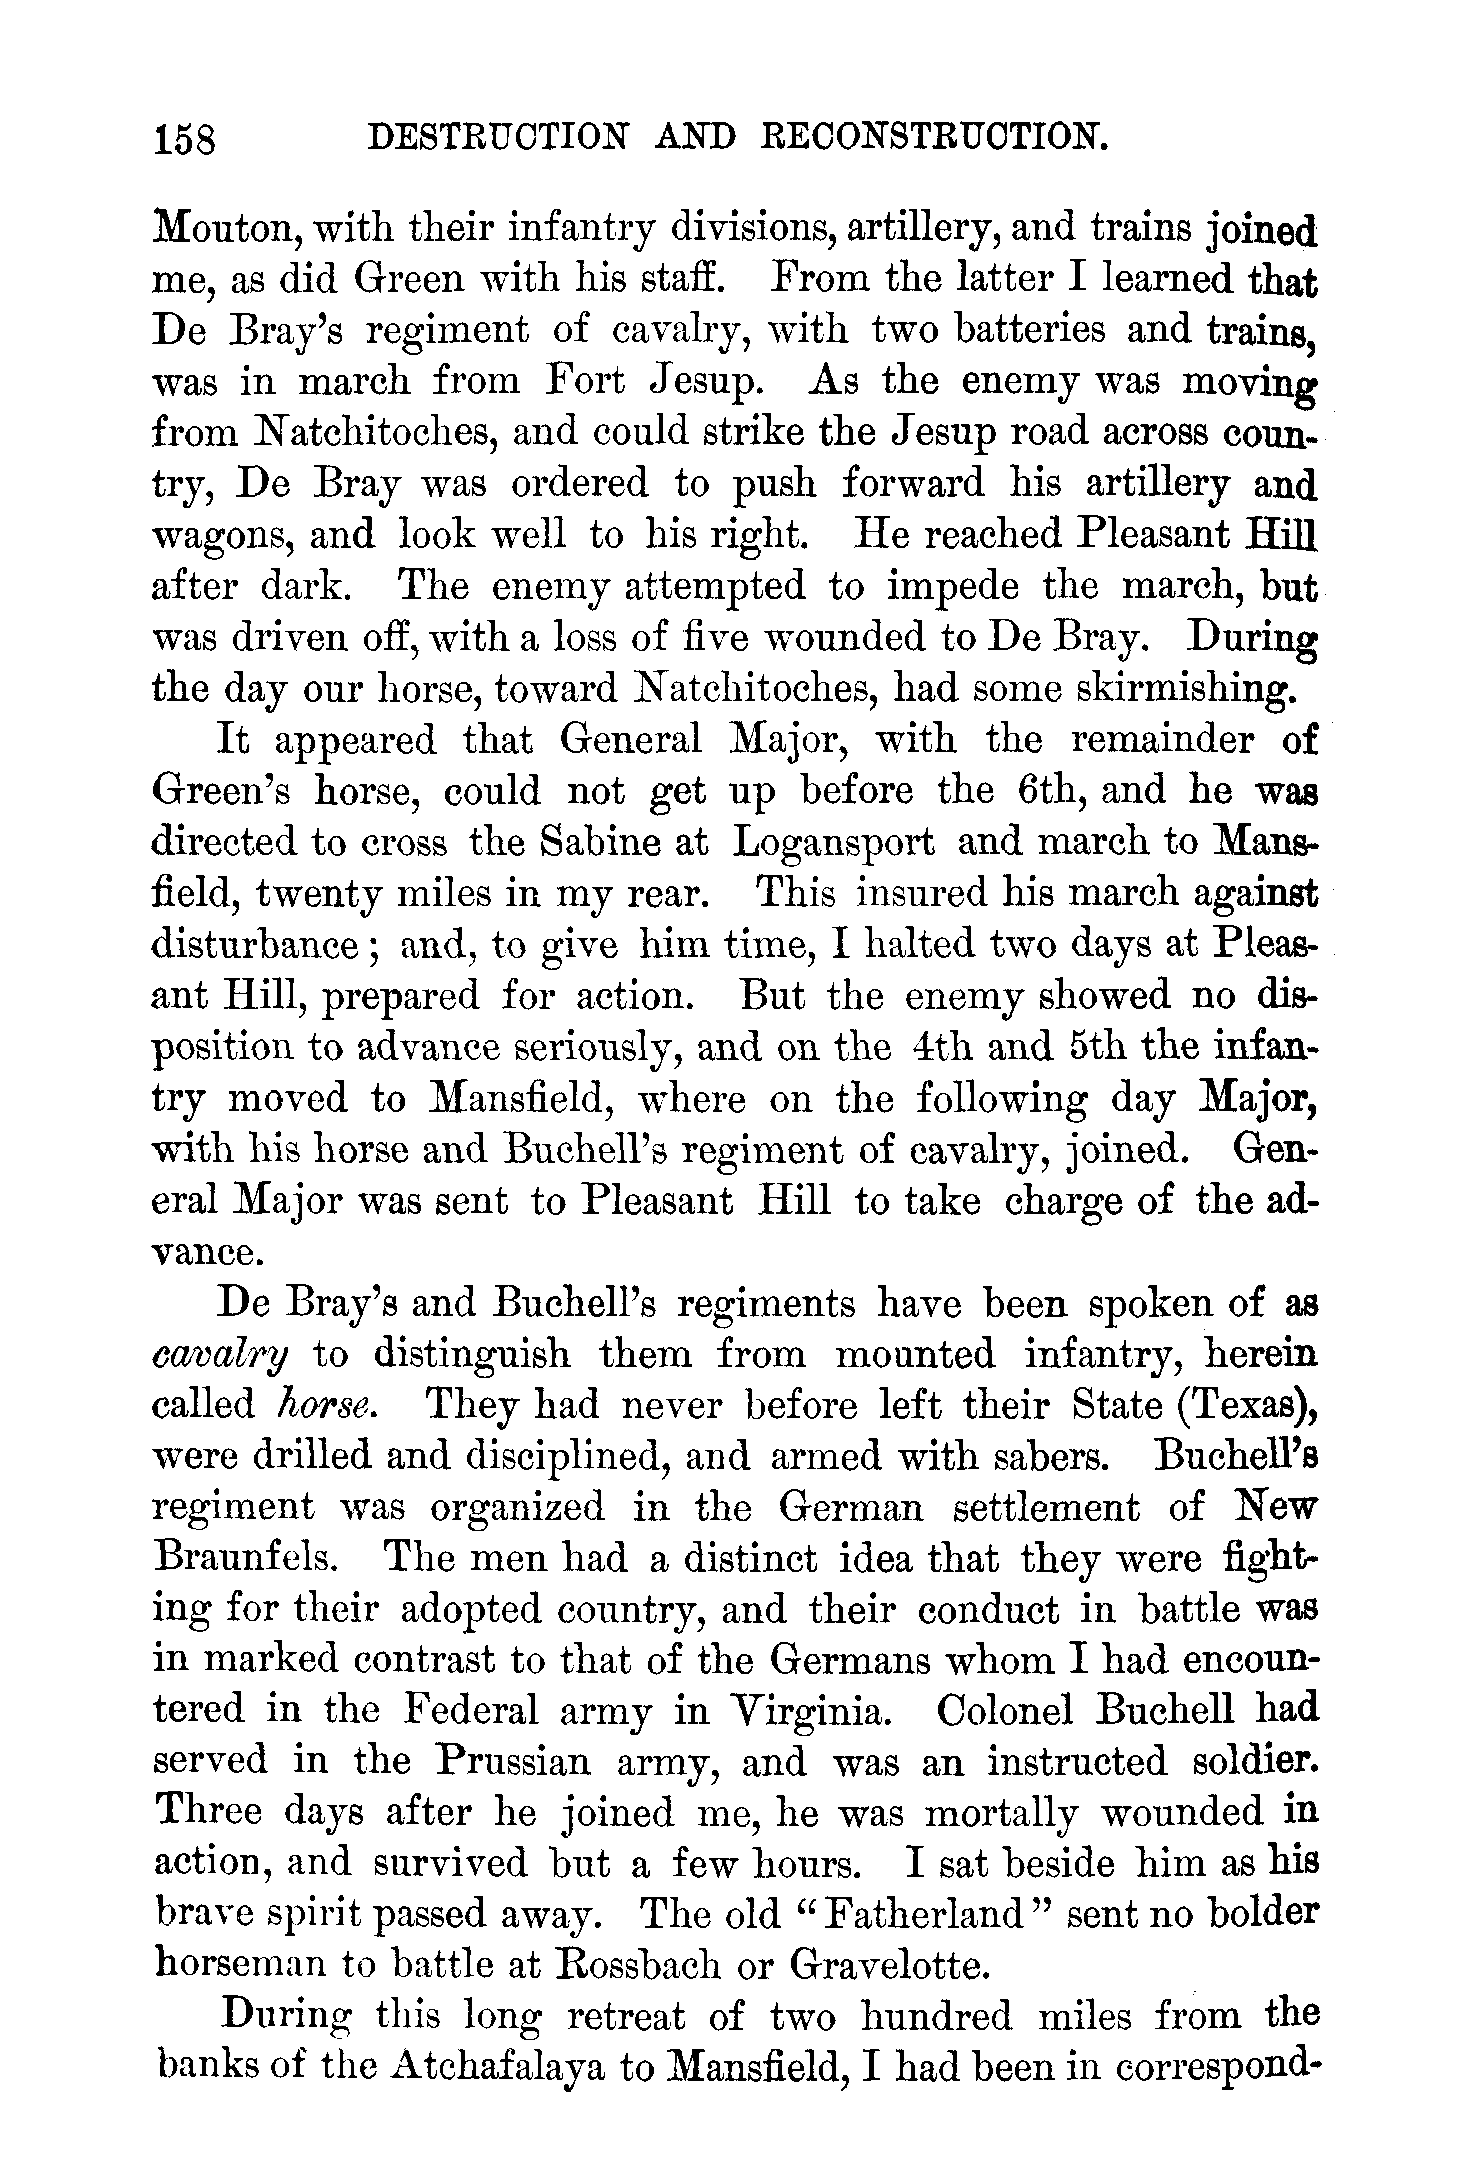 158 DESTRUCTION AND RECONSTRUCTION.
Mouton, with their infantry divisions, artillery, and trains joined
me, as did Green with his staff. From the latter I learned that
De Bray's regiment of cavalry, with two batteries and trains,
was in march from Fort Jesup. As the enemy was moving
from Natchitoches, and could strike the Jesup road across coun-
try, De Bray was ordered to push forward his artillery and
wagons, and look well to his right. He reached Pleasant Hill
after dark. The enemy attempted to impede the march, but
was driven off, with a loss of five wounded to De Bray. During
the day our horse, toward Natchitoches, had some skirmishing.
It appeared that General Major, with the remainder of
Green's horse, could not get up before the 6th, and he was
directed to cross the Sabine at Logansport and march to Mans-
field, twenty miles in my rear. This insured his march against
disturbance; and, to give him time, I halted two days at Pleas-
ant Hill, prepared for action. But the enemy showed no dis-
position to advance seriously, and on the 4th and 5th the infan-
try moved to Mansfield, where on the following day Major,
with his horse and Buchell's regiment of cavalry, joined. Gen-
eral Major was sent to Pleasant Hill to take charge of the ad-
vance.
De Bray's and Buchell's regiments have been spoken of as
cavalry to distinguish them from mounted infantry, herein
called horse. They had never before left their State (Texas),
were drilled and disciplined, and armed with sabers. Buchell's
regiment was organized in the German settlement of New
Braunfels. The men had a distinct idea that they were fight-
ing for their adopted country, and their conduct in battle was
in marked contrast to that of the Germans whom I had encoun-
tered in the Federal army in Virginia. Colonel Buchell had
served in the Prussian army, and was an instructed soldier.
Three days after he joined me, he was mortally wounded in
action, and survived but a few hours. I sat beside him as his
brave spirit passed away. The old "Fatherland" sent no bolder
horseman to battle at Rossbach or Gravelotte.
During this long retreat of two hundred miles from the
banks of the Atchafalaya to Mansfield, I had been in correspond-